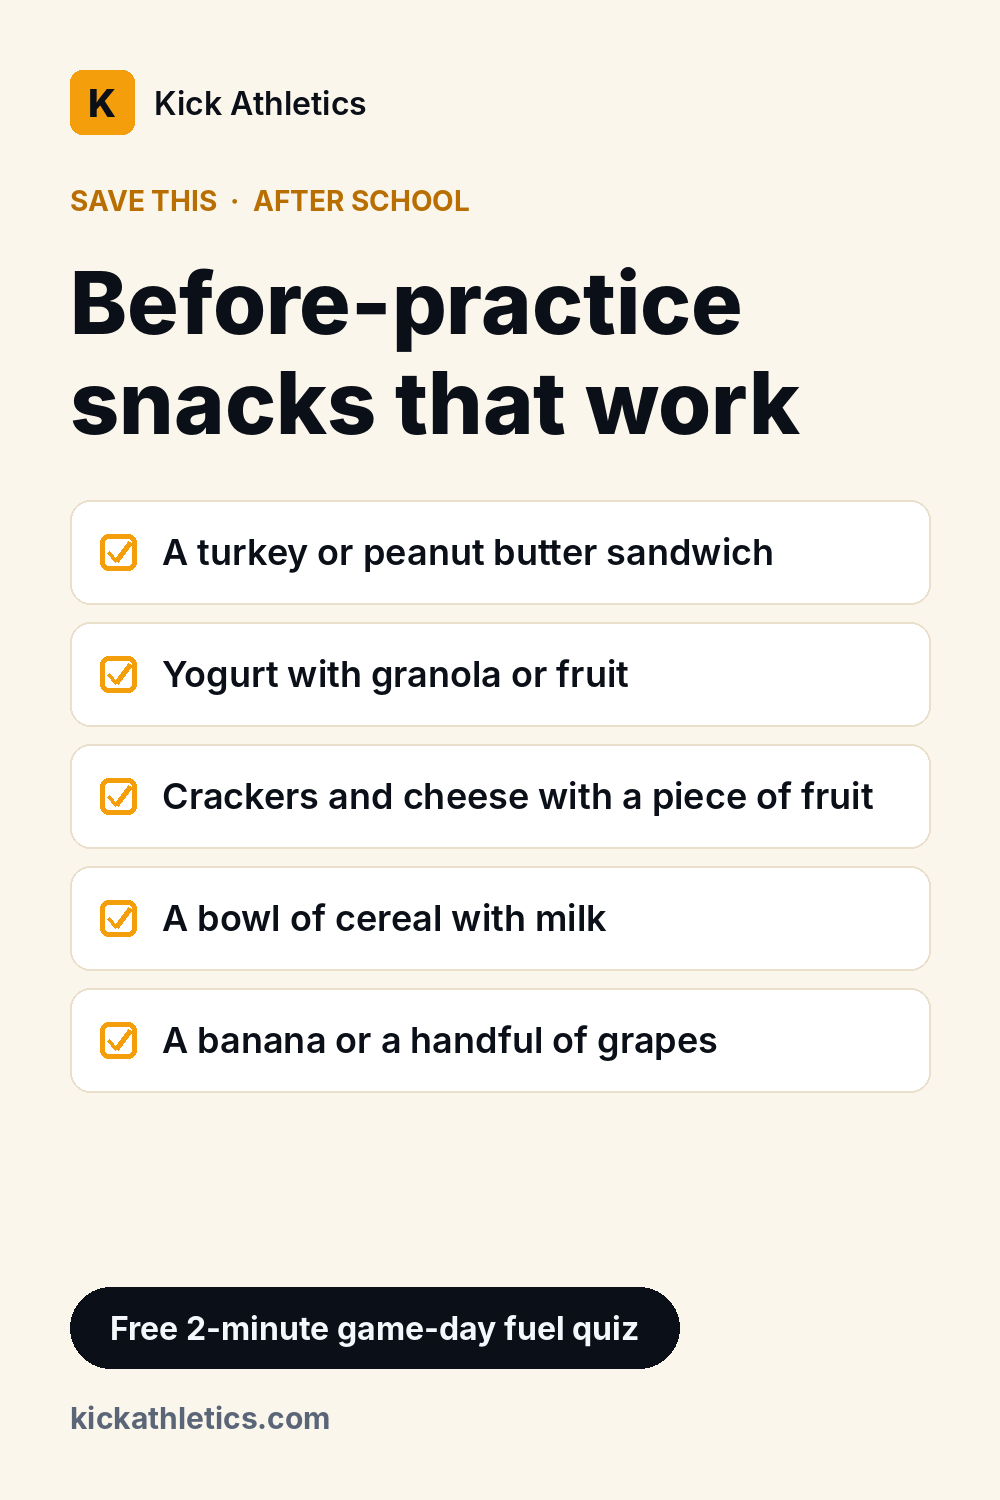 K
Kick Athletics
SAVE THIS · AFTER SCHOOL
Before-practice
snacks that work
A turkey or peanut butter sandwich
Yogurt with granola or fruit
Crackers and cheese with a piece of fruit
A bowl of cereal with milk
A banana or a handful of grapes
Free 2-minute game-day fuel quiz
kickathletics.com